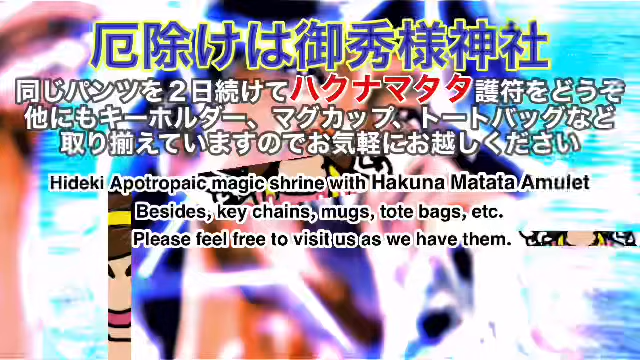 厄除けは御秀様神社
同じパンツを２日続けてハクナマタタ護符をどうぞ
他にもキーホルダー、マグカップ、トートバッグなど
取り揃えていますのでお気軽にお越しください
Hideki Apotropaic magic shrine with Hakuna Matata Amulet
Besides, key chains, mugs, tote bags, etc.
Please feel free to visit us as we have them.